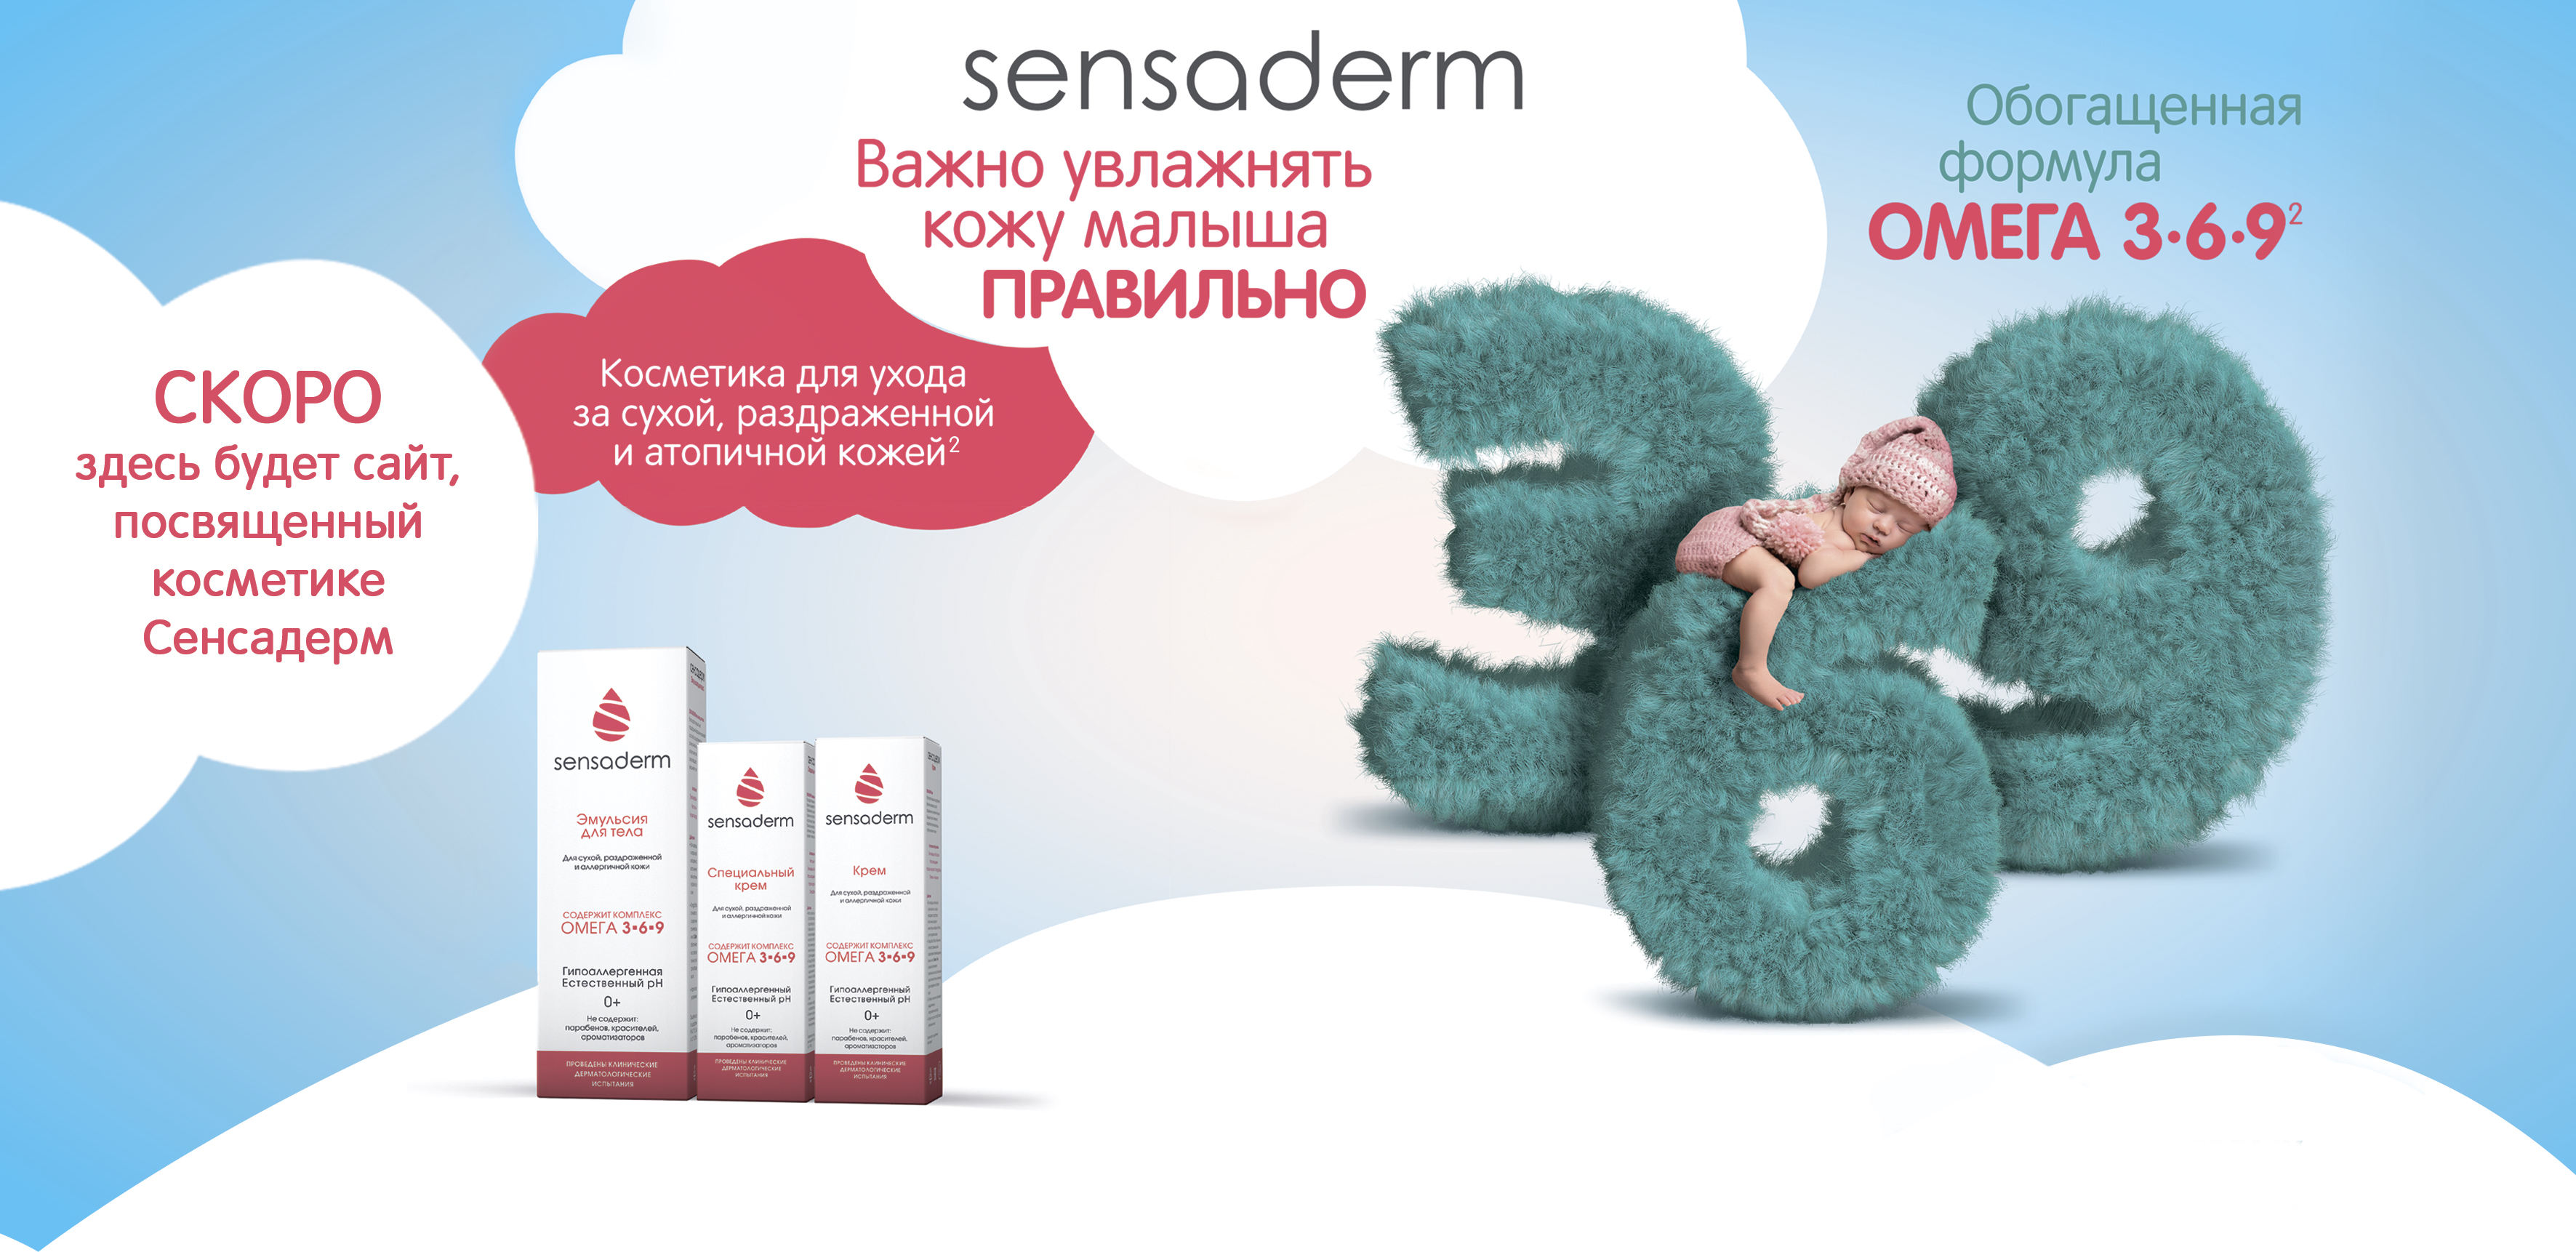 sensaderm
Важно увлажнять
кожу малыша
ПРАВИЛЬНО
Обогащенная
формула
ОМЕГА 3·6·9²
Косметика для ухода
за сухой, раздраженной
и атопичной кожей²
СКОРО
здесь будет сайт,
посвященный
косметике
Сенсадерм
sensaderm
Эмульсия
для тела
Для сухой, раздраженной
и аллергичной кожи
СОДЕРЖИТ КОМПЛЕКС
ОМЕГА 3▪6▪9
Гипоаллергенная
Естественный pH
0+
Не содержит:
парабенов, красителей,
ароматизаторов
ПРОВЕДЕНЫ КЛИНИЧЕСКИЕ
ДЕРМАТОЛОГИЧЕСКИЕ
ИСПЫТАНИЯ
sensaderm
Специальный
крем
Для сухой, раздраженной
и аллергичной кожи
СОДЕРЖИТ КОМПЛЕКС
ОМЕГА 3▪6▪9
Гипоаллергенный
Естественный pH
0+
Не содержит:
парабенов, красителей,
ароматизаторов
ПРОВЕДЕНЫ КЛИНИЧЕСКИЕ
ДЕРМАТОЛОГИЧЕСКИЕ
ИСПЫТАНИЯ
sensaderm
Крем
Для сухой, раздраженной
и аллергичной кожи
СОДЕРЖИТ КОМПЛЕКС
ОМЕГА 3▪6▪9
Гипоаллергенный
Естественный pH
0+
Не содержит:
парабенов, красителей,
ароматизаторов
ПРОВЕДЕНЫ КЛИНИЧЕСКИЕ
ДЕРМАТОЛОГИЧЕСКИЕ
ИСПЫТАНИЯ
3 6 9